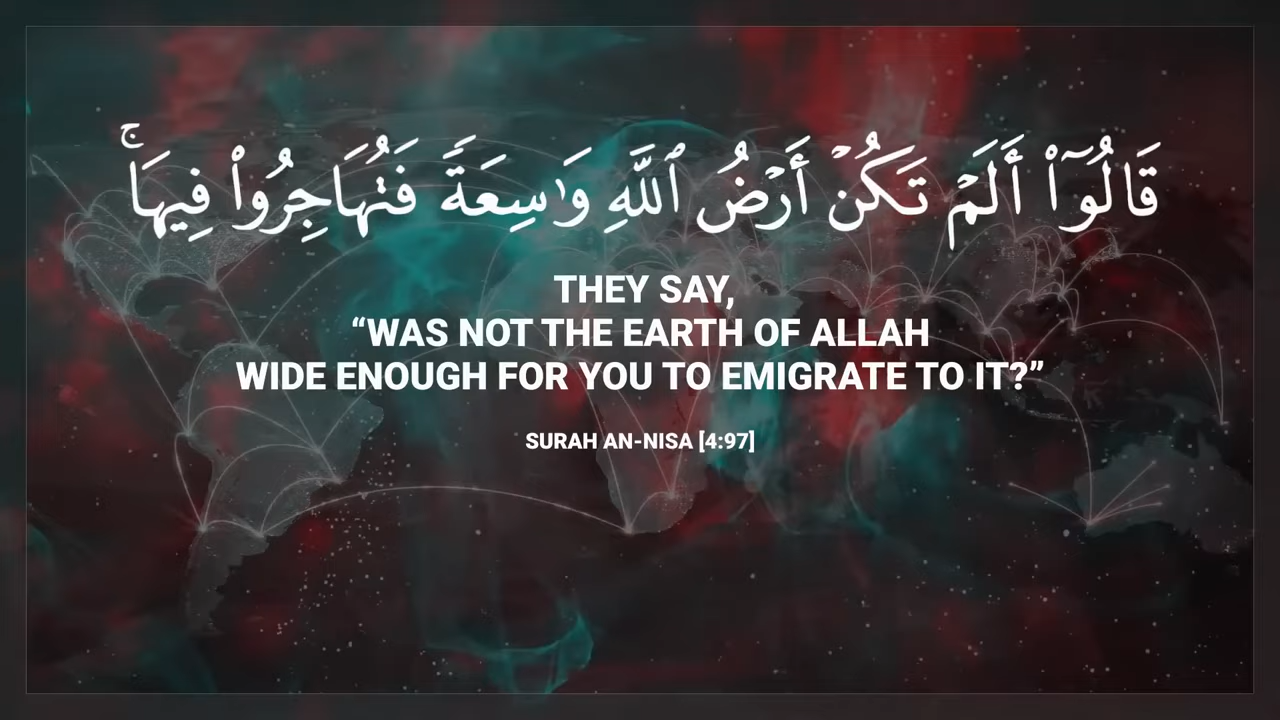 قَالُوٓا۟ أَلَمْ تَكُنْ أَرْضُ ٱللَّهِ وَٰسِعَةً فَتُهَاجِرُوا۟ فِيهَا ۚ
THEY SAY,
“WAS NOT THE EARTH OF ALLAH
WIDE ENOUGH FOR YOU TO EMIGRATE TO IT?”
SURAH AN-NISA [4:97]